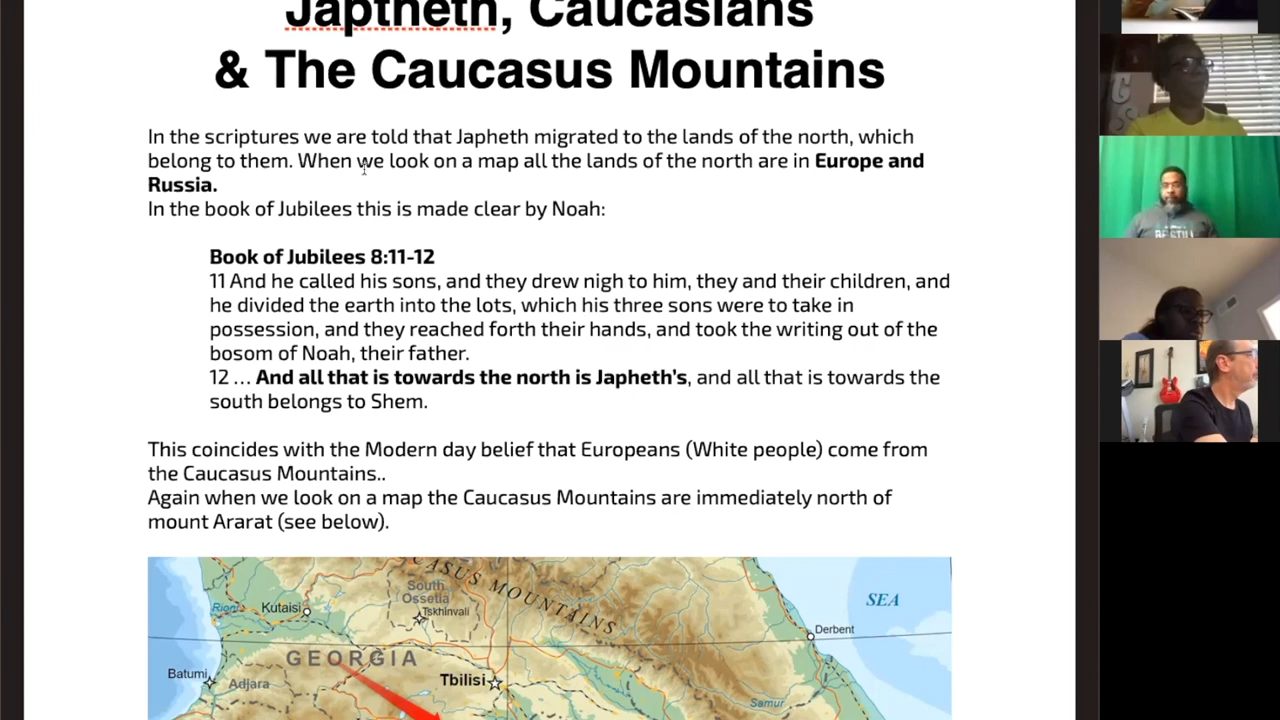 Japtheth, Caucasians
& The Caucasus Mountains
In the scriptures we are told that Japheth migrated to the lands of the north, which
belong to them. When we look on a map all the lands of the north are in Europe and
Russia.
In the book of Jubilees this is made clear by Noah:
Book of Jubilees 8:11-12
11 And he called his sons, and they drew nigh to him, they and their children, and
he divided the earth into the lots, which his three sons were to take in
possession, and they reached forth their hands, and took the writing out of the
bosom of Noah, their father.
12 … And all that is towards the north is Japheth's, and all that is towards the
south belongs to Shem.
This coincides with the Modern day belief that Europeans (White people) come from
the Caucasus Mountains..
Again when we look on a map the Caucasus Mountains are immediately north of
mount Ararat (see below).
CASUS MOUNTAINS
South
Ossetia
Tskhinvali
SEA
Rioni
Kutaisi
Derbent
GEORGIA
Batumi
Adjara
Tbilisi
Samur